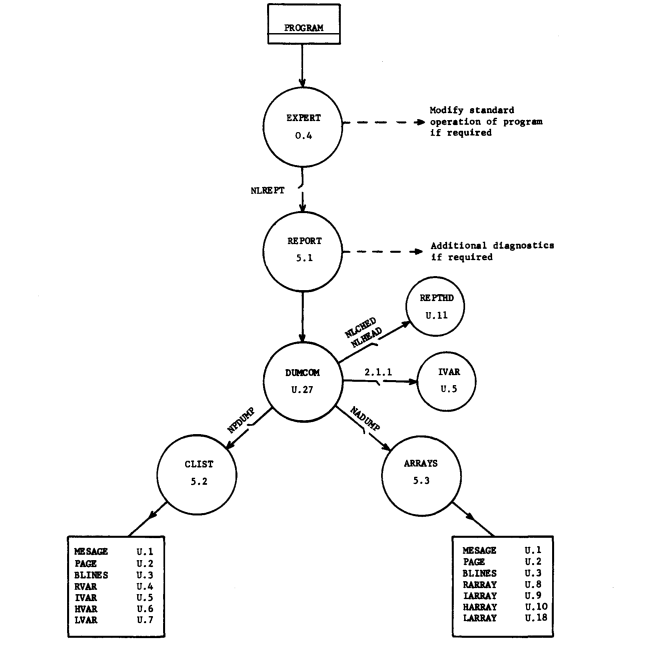 PROGRAM
EXPERT
0.4
Modify standard
operation of program
if required
NLREPT
REPORT
5.1
Additional diagnostics
if required
REPTHD
U.11
NLCHED
NLHEAD
DUMCOM
U.27
2.1.1
IVAR
U.5
NPDUMP
NADUMP
CLIST
5.2
ARRAYS
5.3
MESAGE U.1
PAGE U.2
BLINES U.3
RVAR U.4
IVAR U.5
HVAR U.6
LVAR U.7
MESAGE U.1
PAGE U.2
BLINES U.3
RARRAY U.8
IARRAY U.9
HARRAY U.10
LARRAY U.18